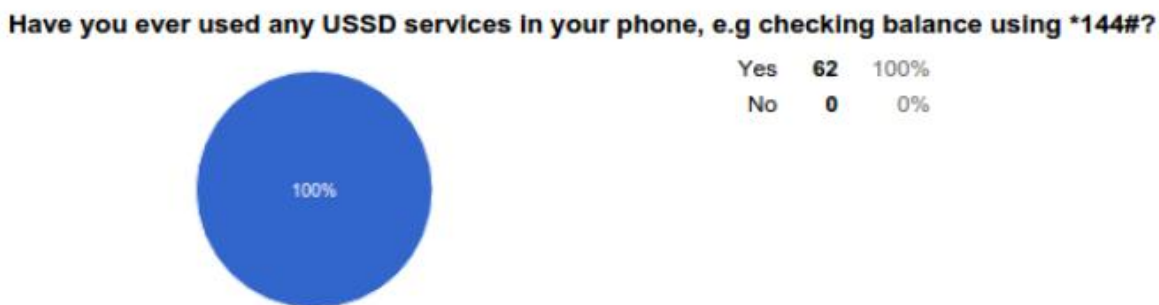 Have you ever used any USSD services in your phone, e.g checking balance using *144#?
Yes 62 100%
No 0 0%
100%